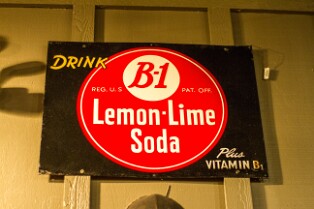 DRINK
B-1
REG. U.S PAT. OFF.
Lemon-Lime
Soda
Plus
VITAMIN B1